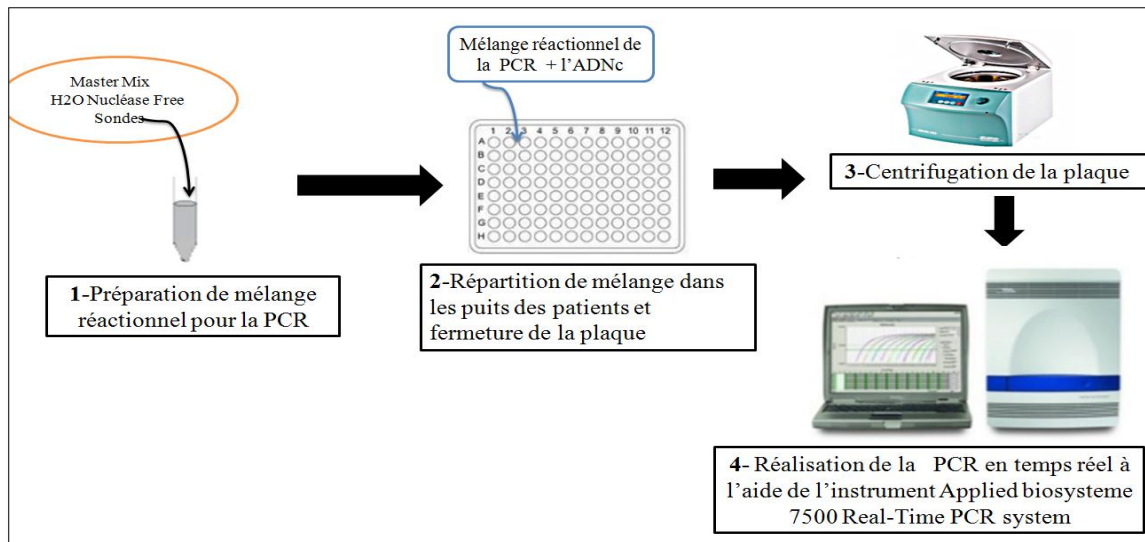 Master Mix
H2O Nucléase Free
Sondes
1-Préparation de mélange
réactionnel pour la PCR
Mélange réactionnel de
la PCR + l'ADNc
1 2 3 4 5 6 7 8 9 10 11 12
A
B
C
D
E
F
G
H
2-Répartition de mélange dans
les puits des patients et
fermeture de la plaque
3-Centrifugation de la plaque
4- Réalisation de la PCR en temps réel à
l'aide de l'instrument Applied biosysteme
7500 Real-Time PCR system